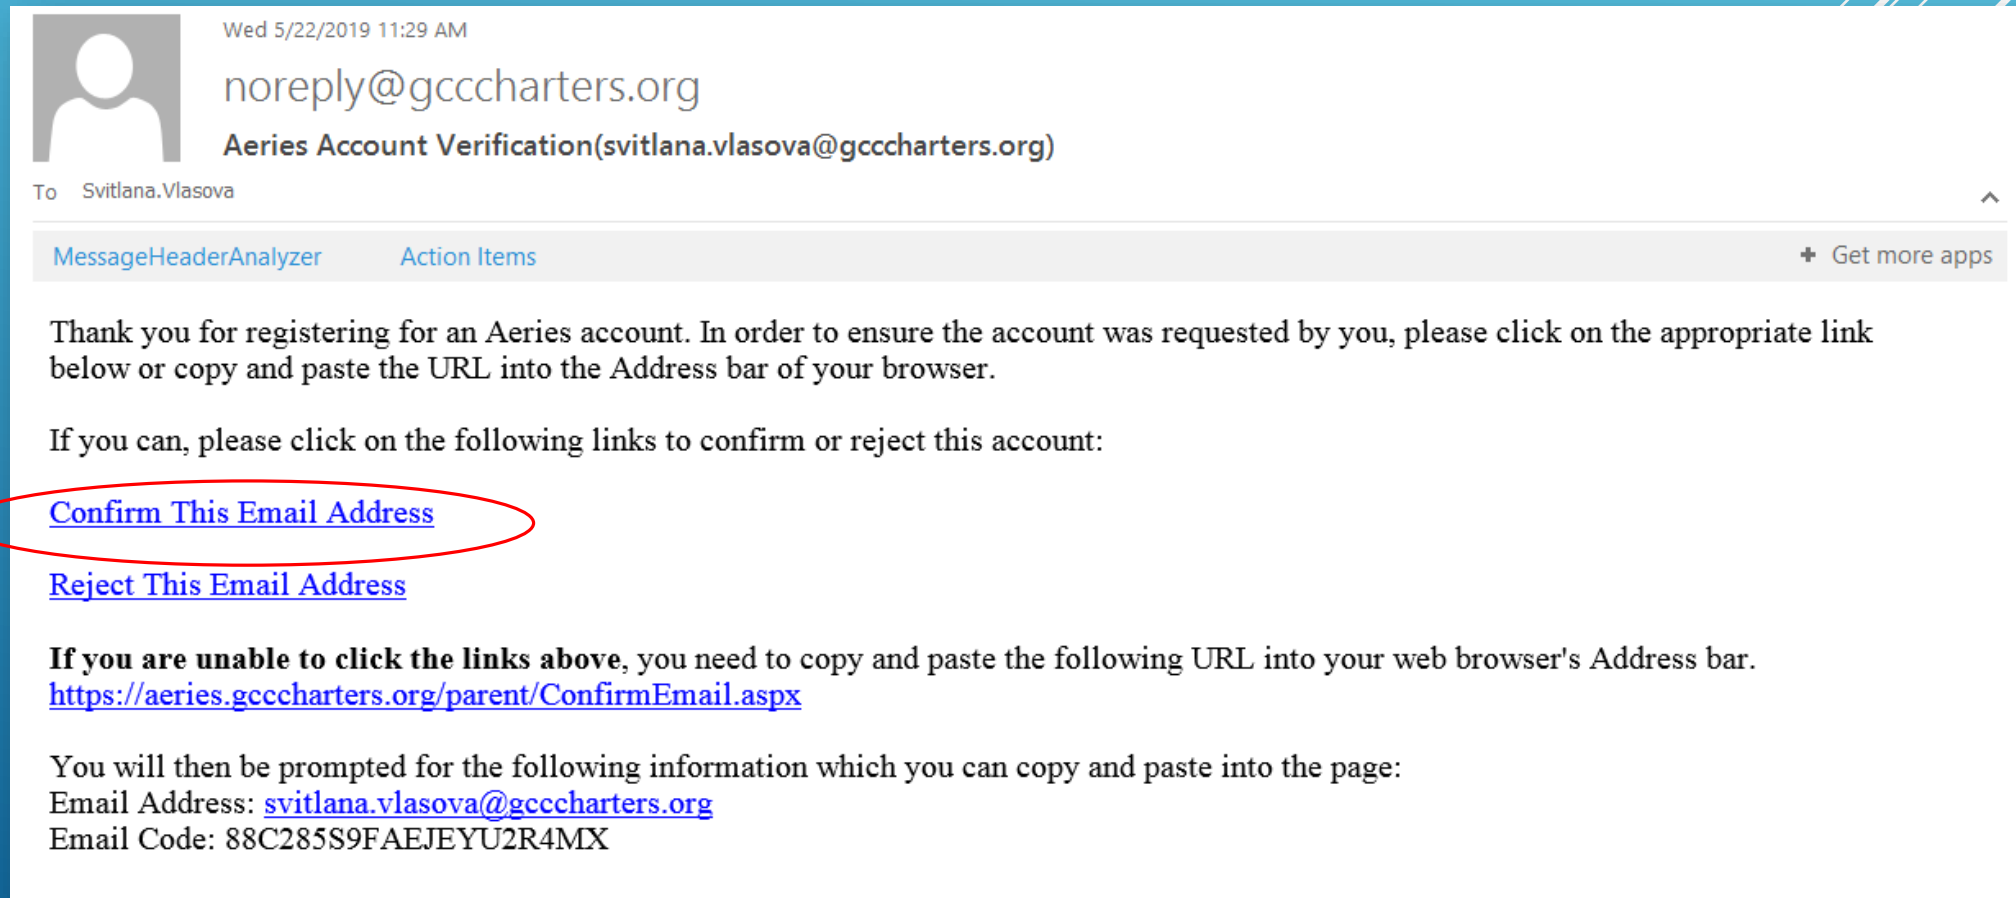 Wed 5/22/2019 11:29 AM
noreply@gcccharters.org
Aeries Account Verification(svitlana.vlasova@gcccharters.org)
To Svitlana.Vlasova
MessageHeaderAnalyzer Action Items + Get more apps
Thank you for registering for an Aeries account. In order to ensure the account was requested by you, please click on the appropriate link
below or copy and paste the URL into the Address bar of your browser.
If you can, please click on the following links to confirm or reject this account:
Confirm This Email Address
Reject This Email Address
If you are unable to click the links above, you need to copy and paste the following URL into your web browser's Address bar.
https://aeries.gcccharters.org/parent/ConfirmEmail.aspx
You will then be prompted for the following information which you can copy and paste into the page:
Email Address: svitlana.vlasova@gcccharters.org
Email Code: 88C285S9FAEJEYU2R4MX